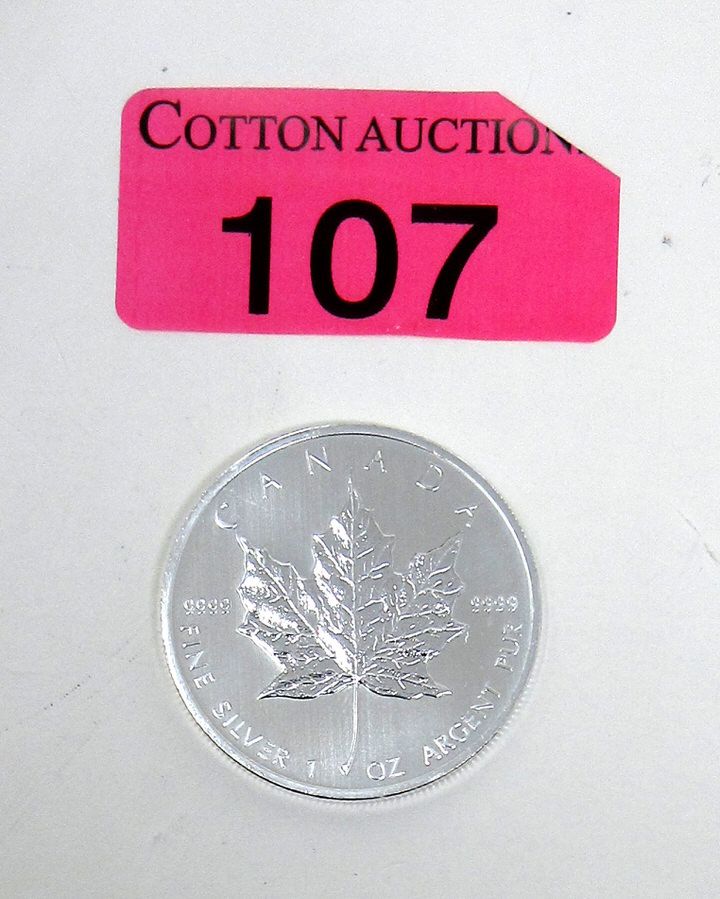 COTTON AUCTION
107
CANADA
9999 9999
FINE SILVER 1 OZ ARGENT PUR